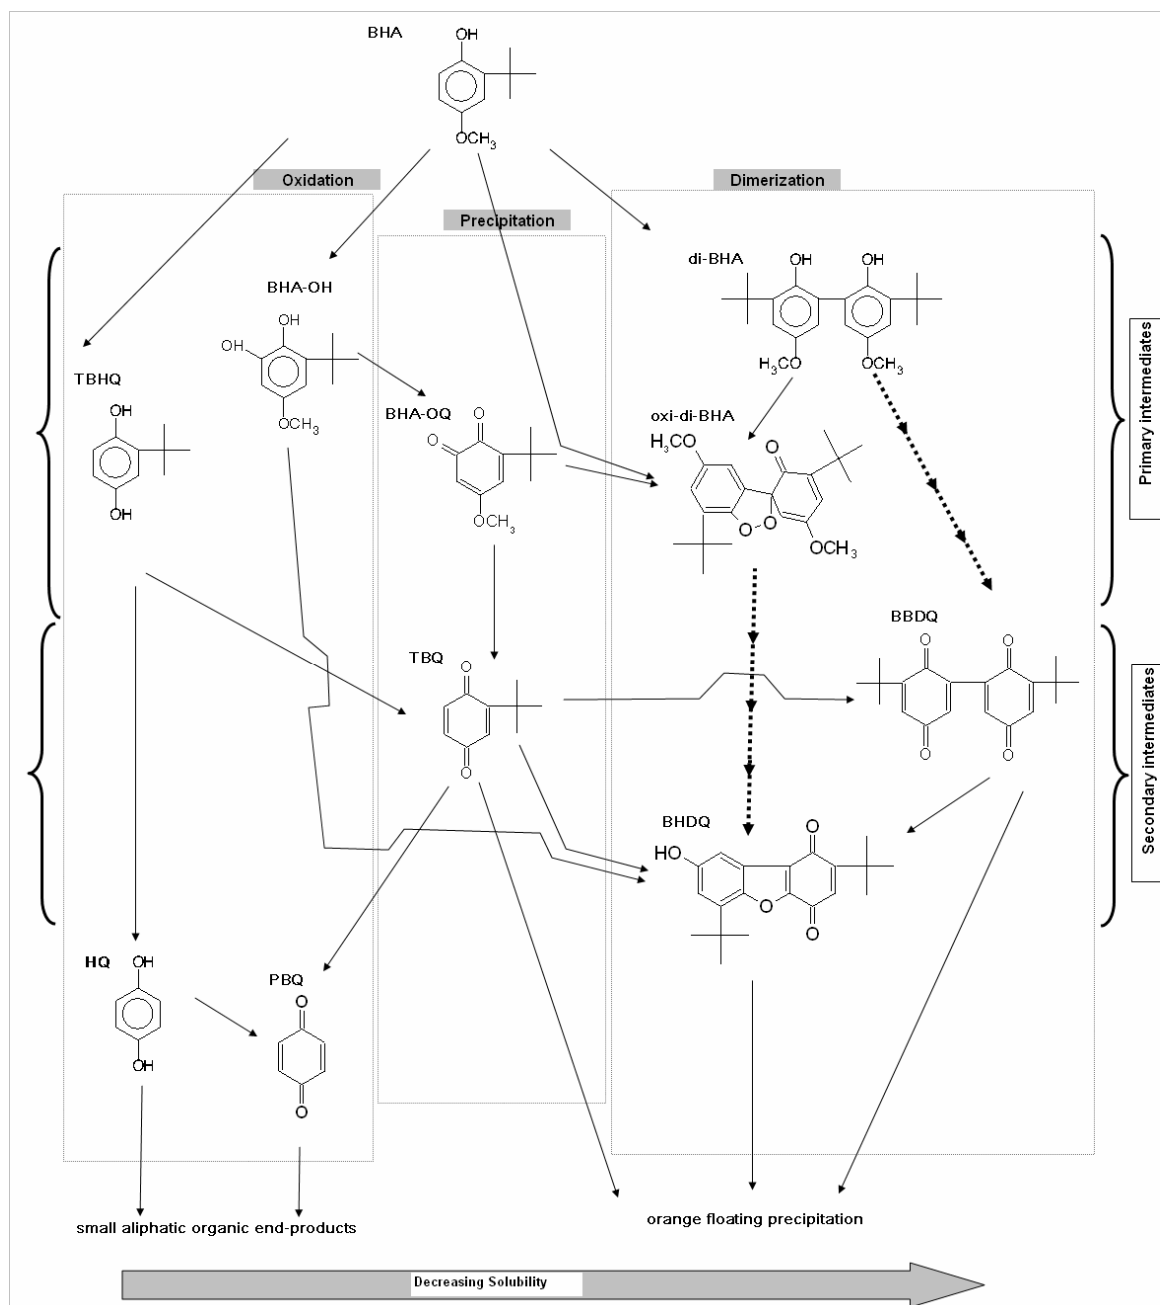 BHA
OH
OCH3
Oxidation
Dimerization
Precipitation
di-BHA
OH
OH
H3CO
OCH3
BHA-OH
OH
OH
OCH3
TBHQ
OH
OH
BHA-OQ
O
O
OCH3
oxi-di-BHA
H3CO
O
O
O
OCH3
Primary intermediates
BBDQ
O
O
O
O
TBQ
O
O
Secondary intermediates
BHDQ
HO
O
O
O
HQ
OH
OH
PBQ
O
O
small aliphatic organic end-products
orange floating precipitation
Decreasing Solubility